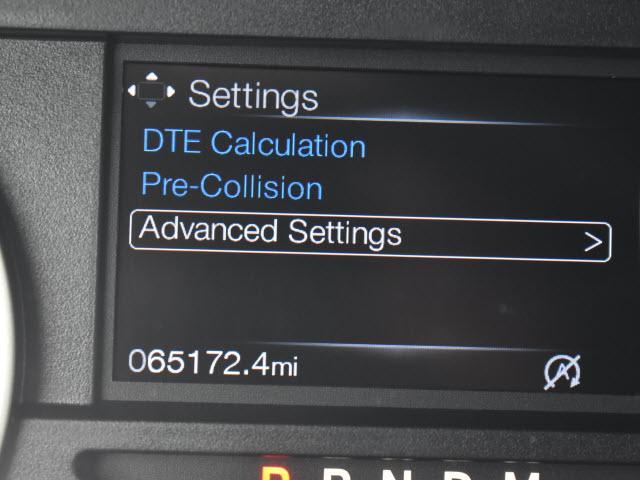 Settings
DTE Calculation
Pre-Collision
Advanced Settings >
065172.4mi
A
P R N D M